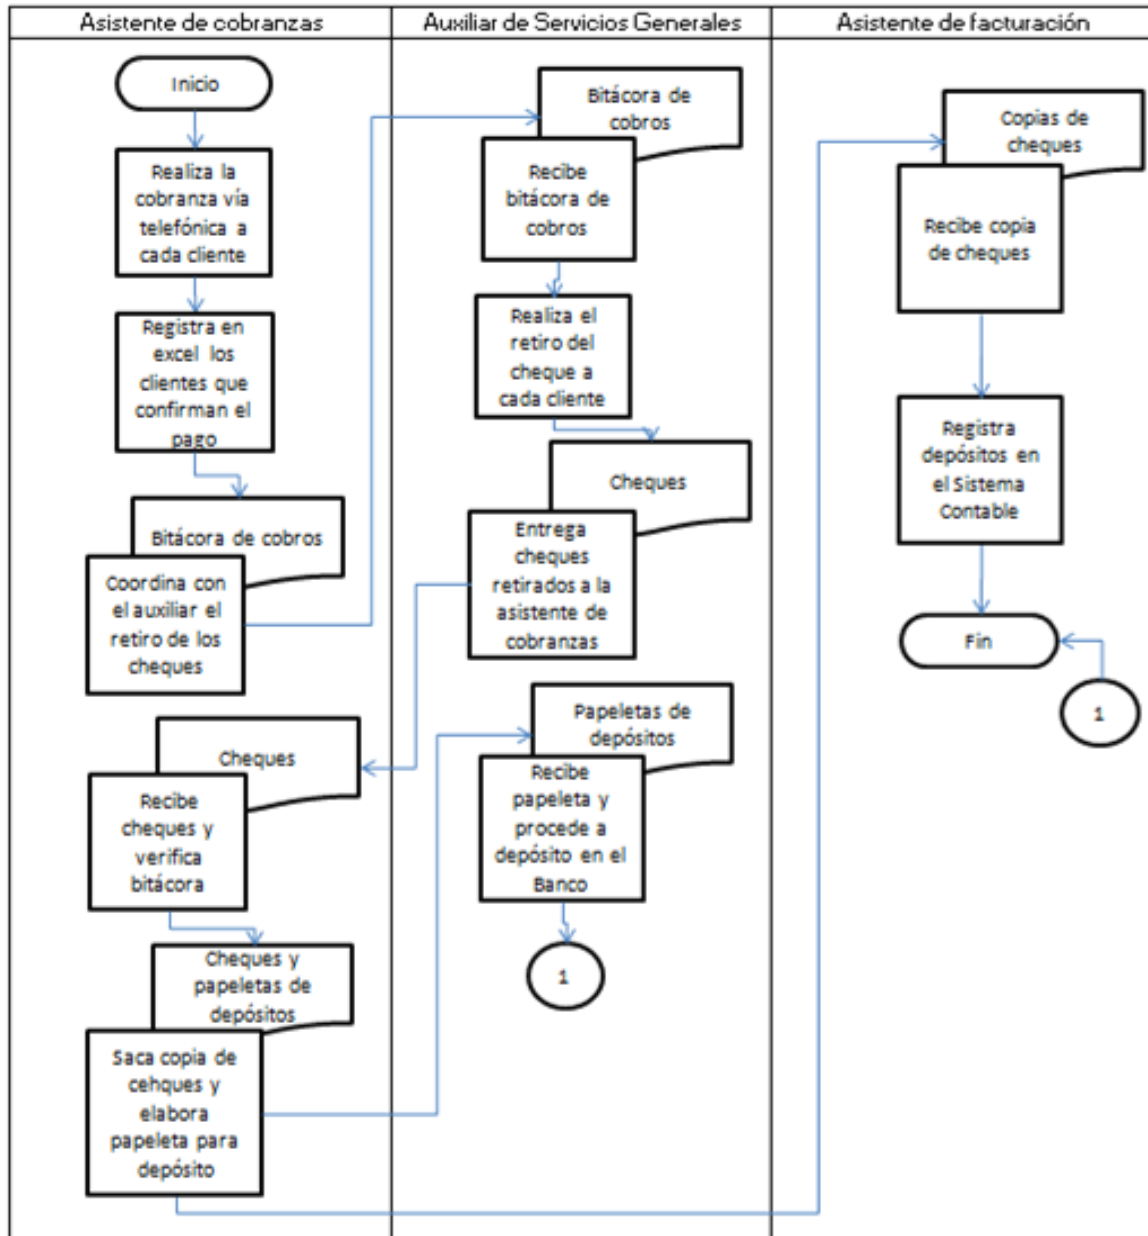 Asistente de cobranzas
Auxiliar de Servicios Generales
Asistente de facturación
Inicio
Realiza la
cobranza vía
telefónica a
cada cliente
Registra en
excel los
clientes que
confirman el
pago
Bitácora de cobros
Coordina con
el auxiliar el
retiro de los
cheques
Cheques
Recibe
cheques y
verifica
bitácora
Cheques y
papeletas de
depósitos
Saca copia de
cehques y
elabora
papeleta para
depósito
Bitácora de
cobros
Recibe
bitácora de
cobros
Realiza el
retiro del
cheque a
cada cliente
Cheques
Entrega
cheques
retirados a la
asistente de
cobranzas
Papeletas de
depósitos
Recibe
papeleta y
procede a
depósito en el
Banco
1
Copias de
cheques
Recibe copia
de cheques
Registra
depósitos en
el Sistema
Contable
Fin
1